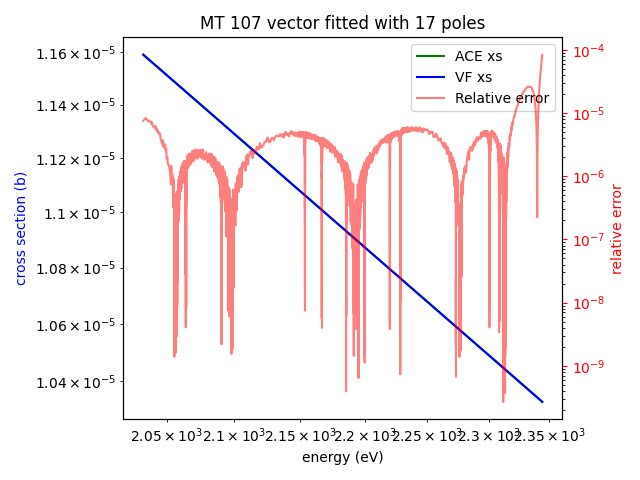 MT 107 vector fitted with 17 poles
ACE xs
VF xs
Relative error
cross section (b)
1.16 × 10⁻⁵
1.14 × 10⁻⁵
1.12 × 10⁻⁵
1.1 × 10⁻⁵
1.08 × 10⁻⁵
1.06 × 10⁻⁵
1.04 × 10⁻⁵
10⁻⁴
10⁻⁵
10⁻⁶
10⁻⁷
10⁻⁸
10⁻⁹
relative error
2.05 × 10³ 2.1 × 10³ 2.15 × 10³ 2.2 × 10³ 2.25 × 10³ 2.3 × 10³ 2.35 × 10³
energy (eV)